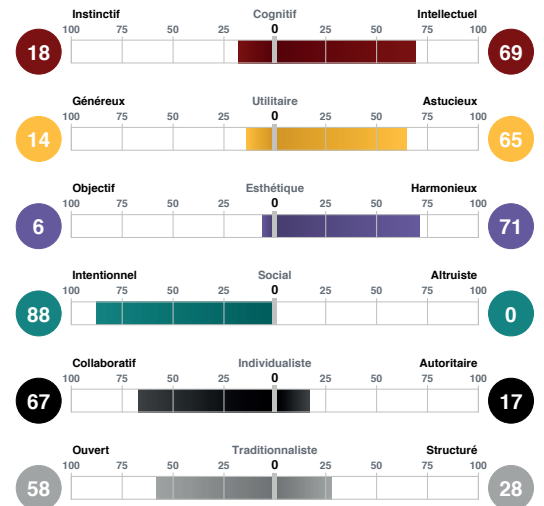 Instinctif Cognitif Intellectuel
100 75 50 25 0 25 50 75 100
18 69
Généreux Utilitaire Astucieux
100 75 50 25 0 25 50 75 100
14 65
Objectif Esthétique Harmonieux
100 75 50 25 0 25 50 75 100
6 71
Intentionnel Social Altruiste
100 75 50 25 0 25 50 75 100
88 0
Collaboratif Individualiste Autoritaire
100 75 50 25 0 25 50 75 100
67 17
Ouvert Traditionnaliste Structuré
100 75 50 25 0 25 50 75 100
58 28